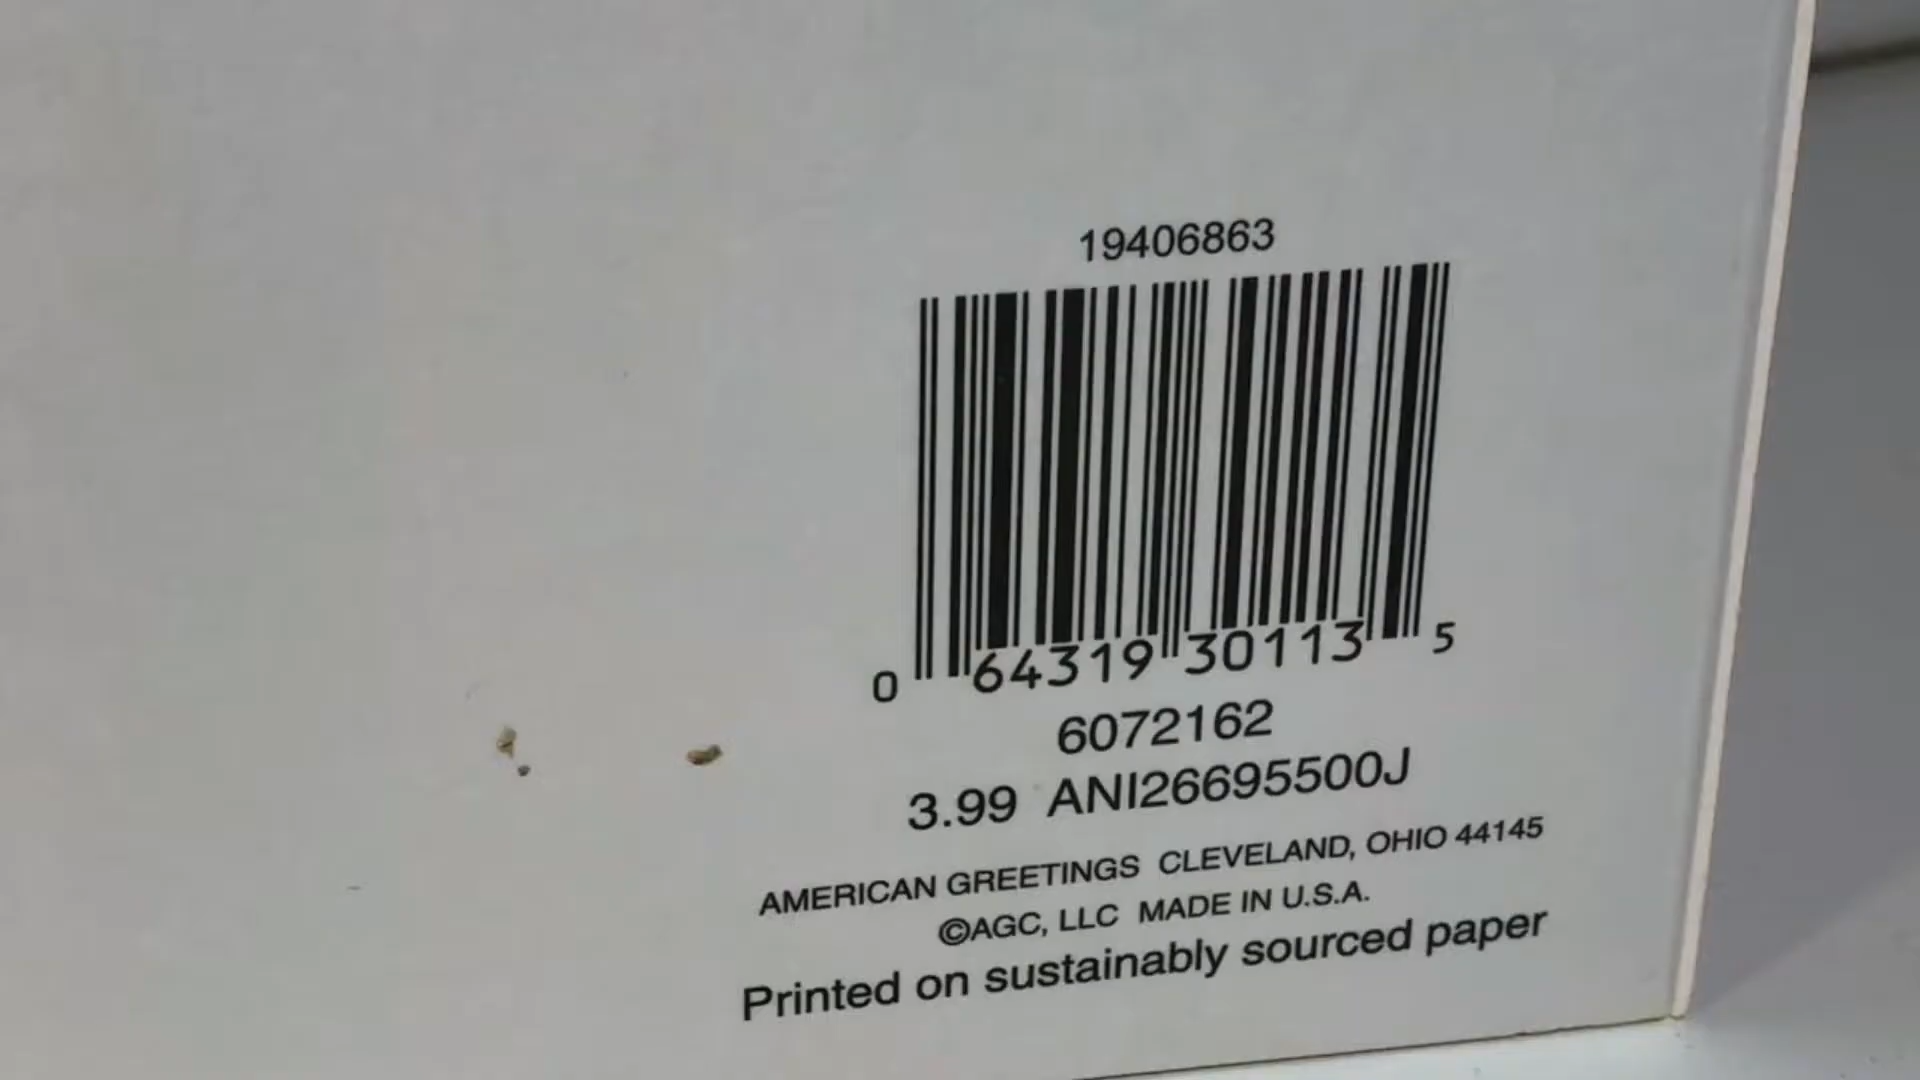 19406863
0 64319 30113 5
6072162
3.99 ANI26695500J
AMERICAN GREETINGS CLEVELAND, OHIO 44145
©AGC, LLC MADE IN U.S.A.
Printed on sustainably sourced paper